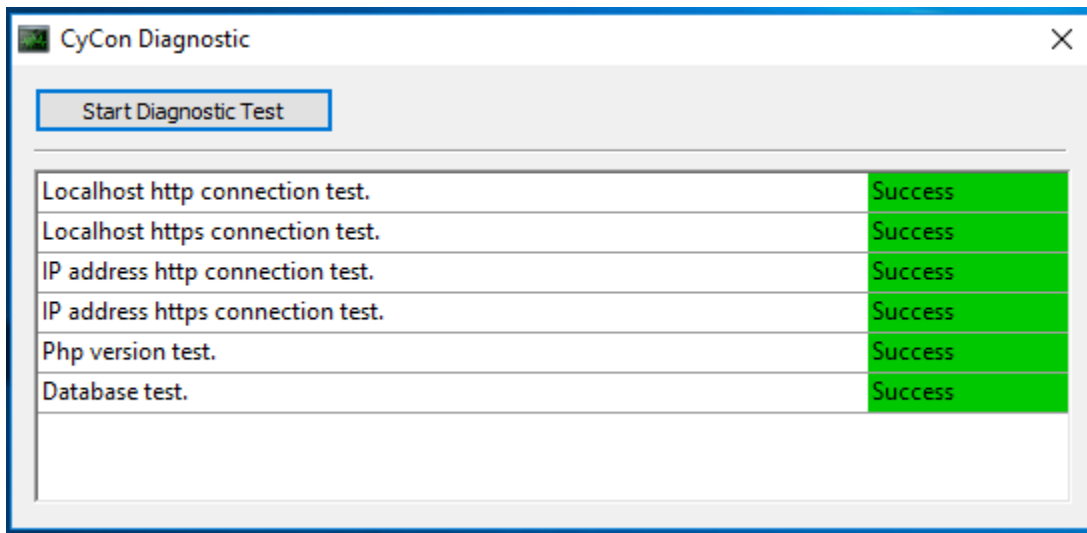 CyCon Diagnostic
Start Diagnostic Test
Localhost http connection test. Success
Localhost https connection test. Success
IP address http connection test. Success
IP address https connection test. Success
Php version test. Success
Database test. Success